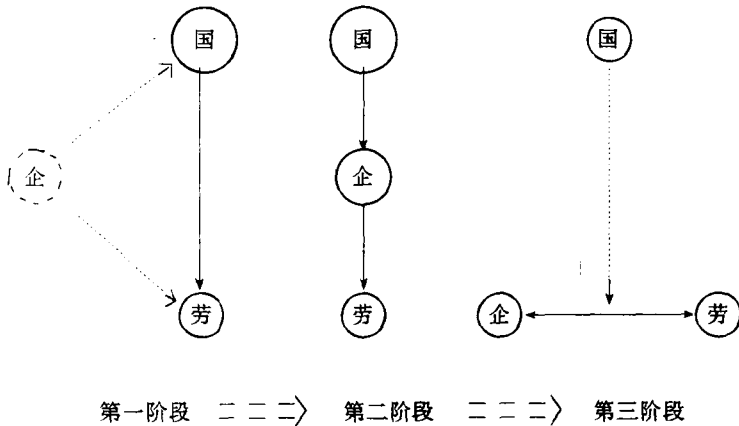 国 国 国
企 企
劳 劳 企 劳
第一阶段 第二阶段 第三阶段